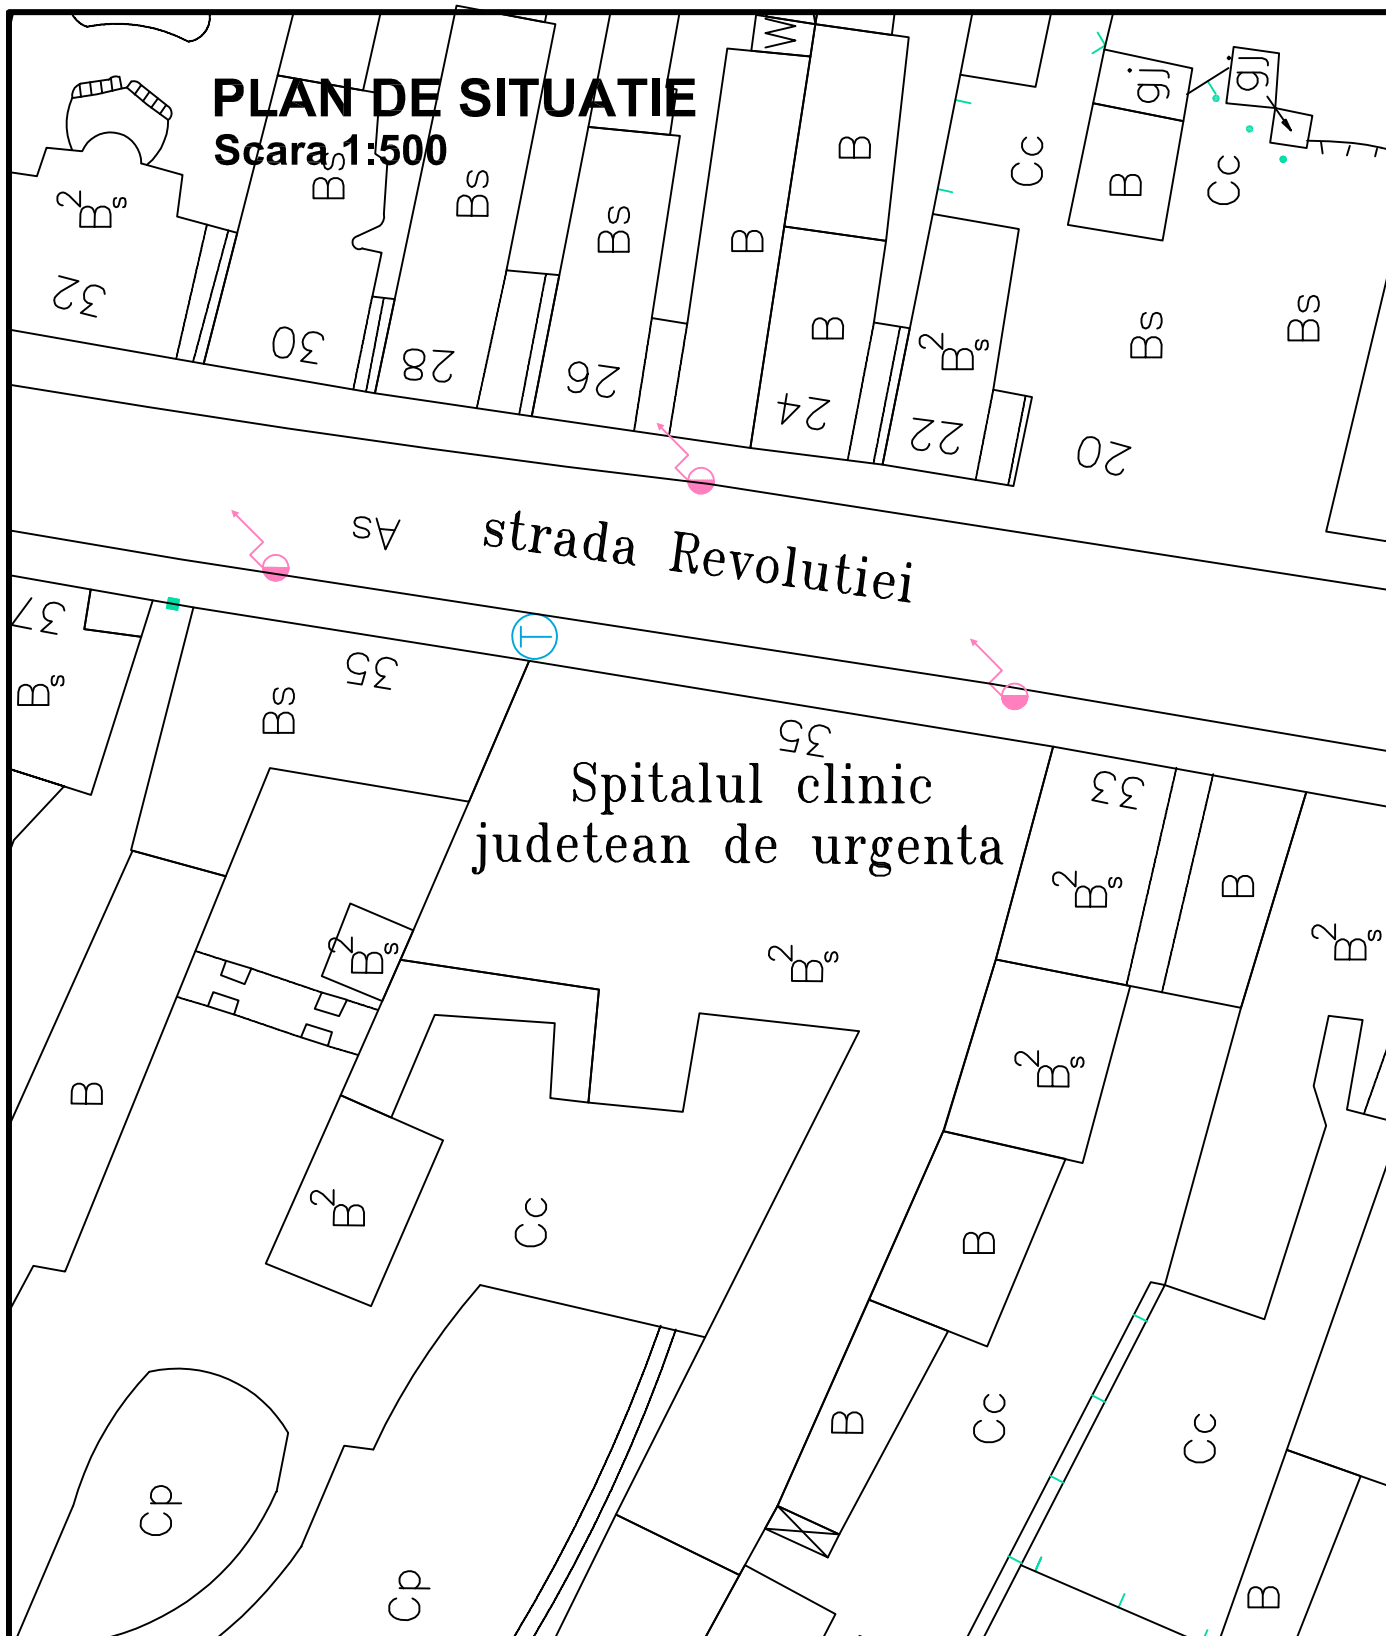 PLAN DE SITUATIE
Scara 1:500
W
gj
gj
B
Cc
B
Cc
Bs
Bs
Bs
B
2Bs
32
30
28
26
B
24
2Bs
22
Bs
20
Bs
As
strada Revolutiei
T
37
Bs
35
Bs
35
Spitalul clinic
judetean de urgenta
33
2Bs
B
2Bs
2Bs
2Bs
2Bs
B
2B
Cc
B
B
Cc
Cc
Cp
Cp
B